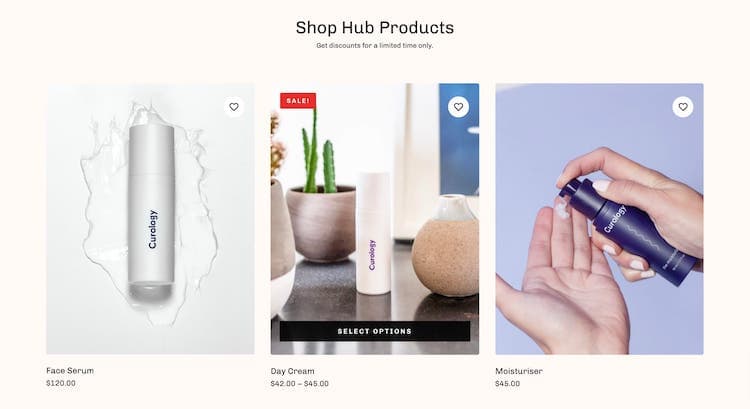 Shop Hub Products
Get discounts for a limited time only.
Curology
SALE!
Curology
SELECT OPTIONS
Curology
Face Serum
$120.00
Day Cream
$42.00 – $45.00
Moisturiser
$45.00